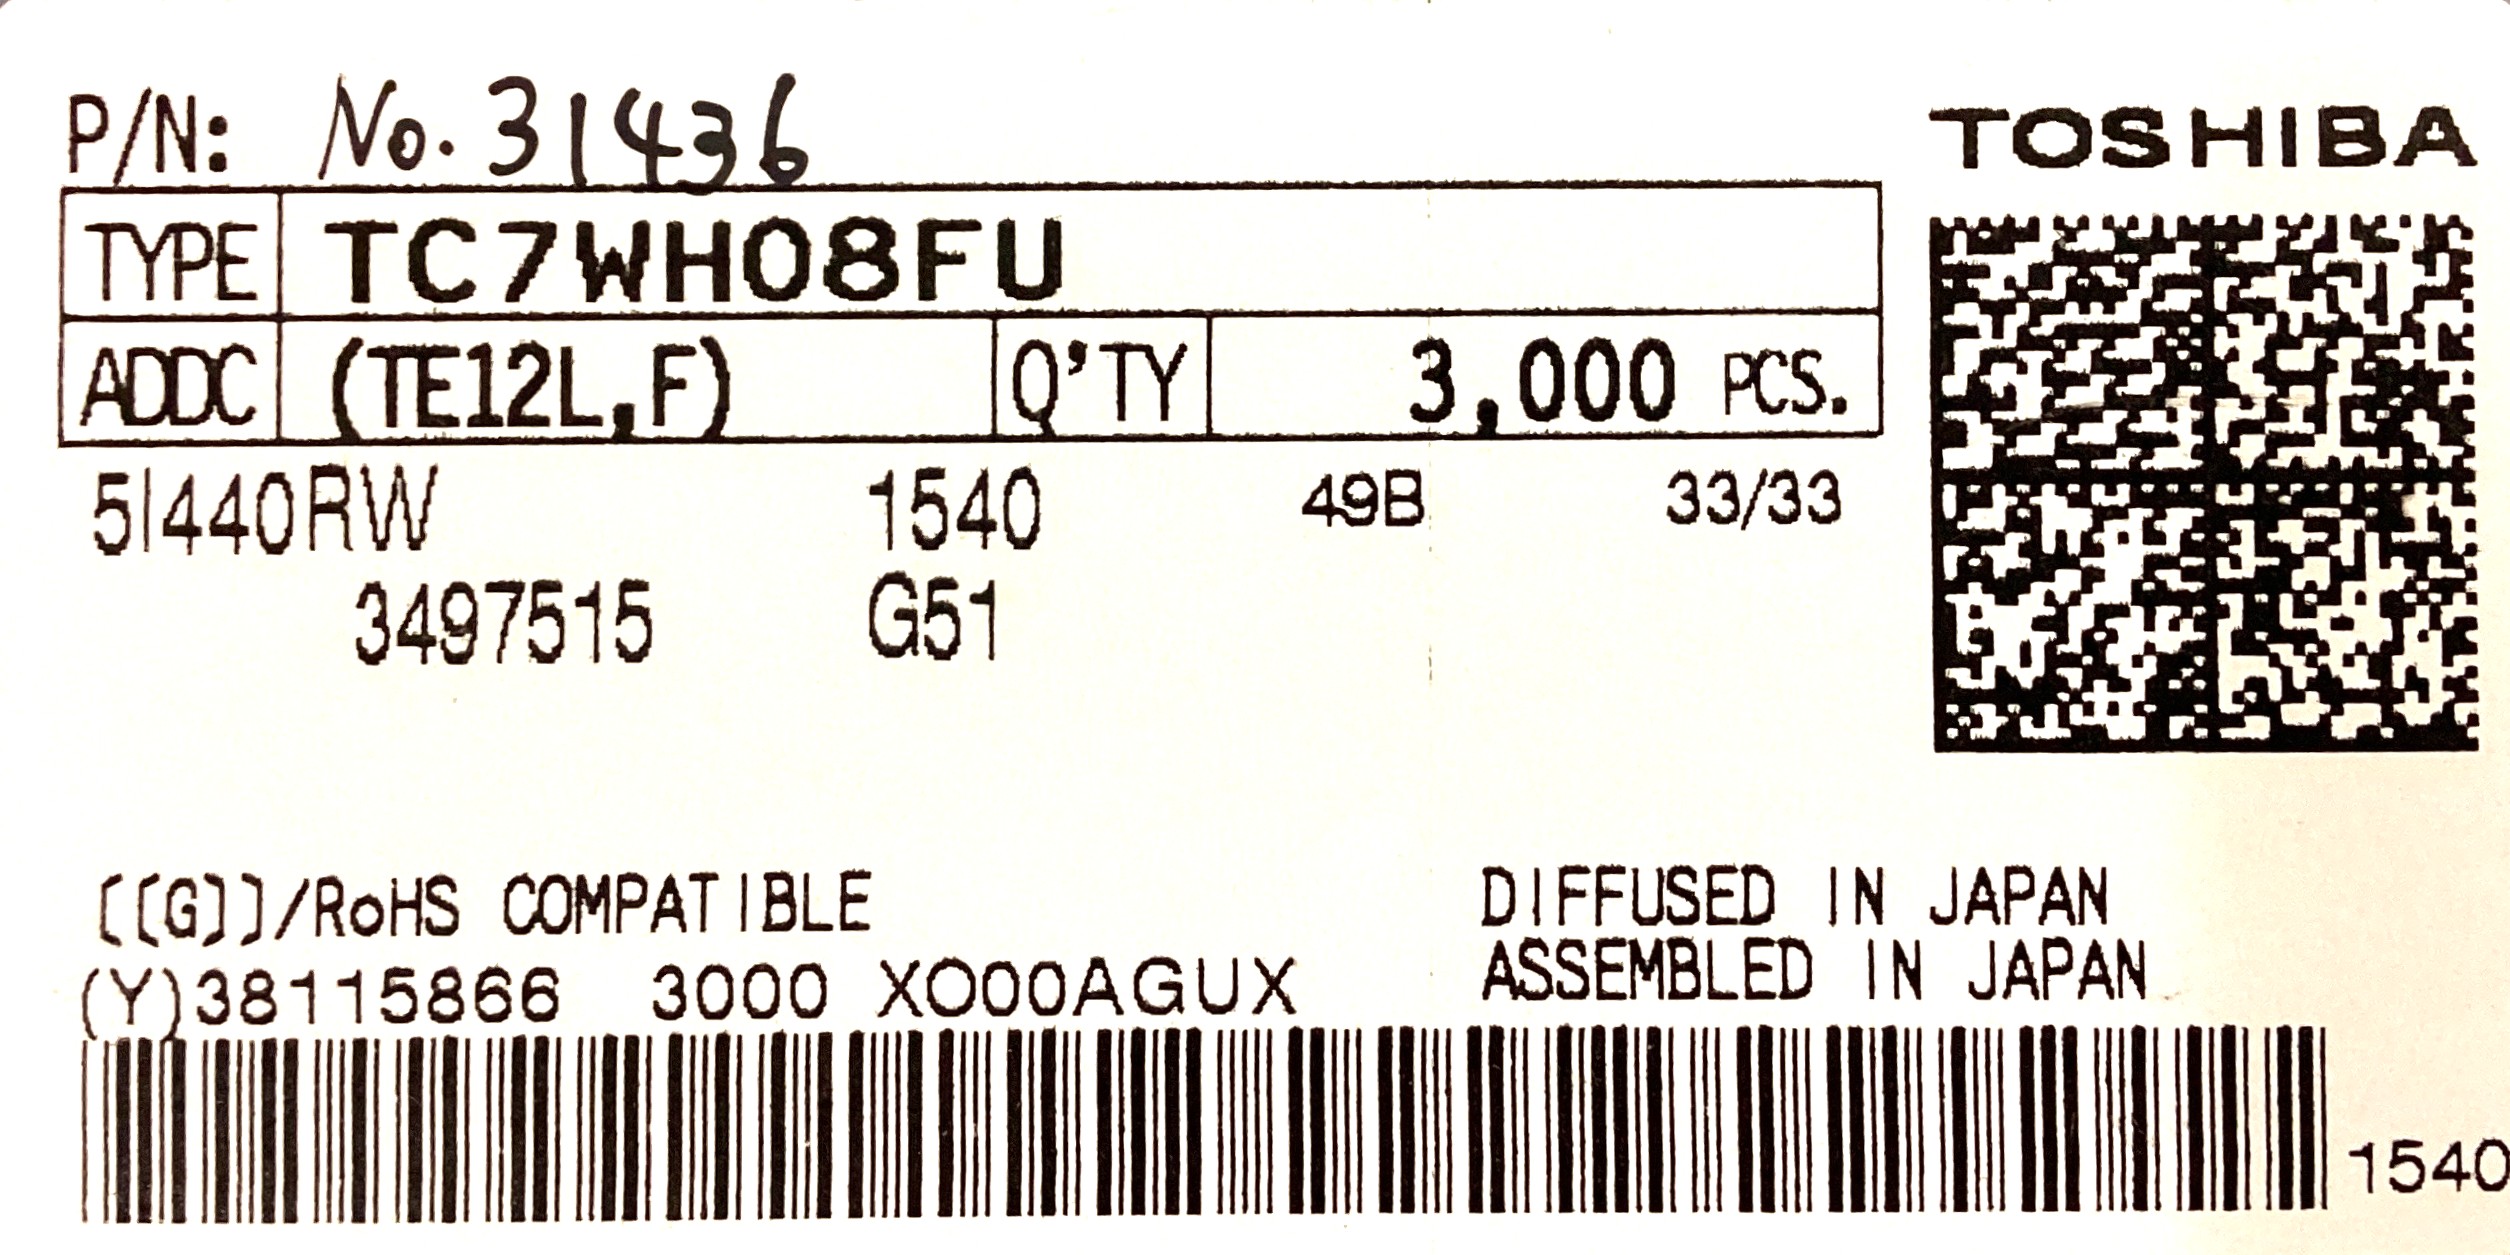 P/N: No. 31436
TOSHIBA
TYPE TC7WH08FU
ADDC (TE12L,F) Q'TY 3,000 PCS.
5I440RW 1540 49B 33/33
3497515 G51
[[G]]/RoHS COMPATIBLE
DIFFUSED IN JAPAN
ASSEMBLED IN JAPAN
(Y)38115866 3000 XO00AGUX
1540